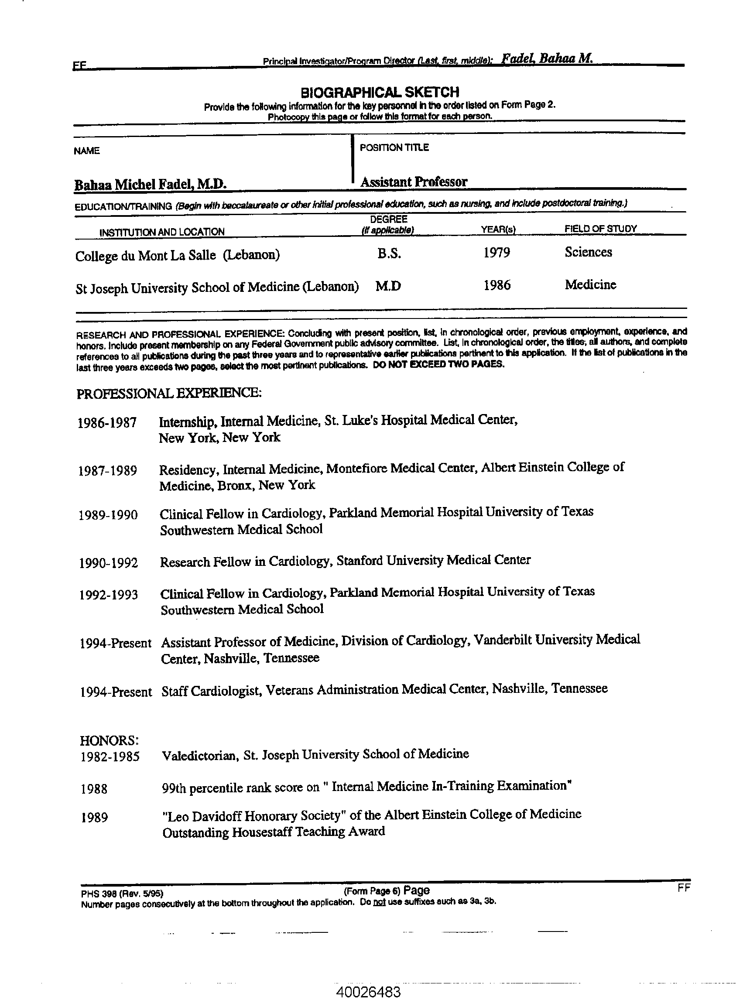 FF
Principal Investigator/Program Director (Last, first, middle): Fadel, Bahaa M.
BIOGRAPHICAL SKETCH
Provide the following information for the key personnel in the order listed on Form Page 2.
Photocopy this page or follow this format for each person.
NAME
POSITION TITLE
Bahaa Michel Fadel, M.D.
Assistant Professor
EDUCATION/TRAINING (Begin with baccalaureate or other initial professional education, such as nursing, and include postdoctoral training.)
INSTITUTION AND LOCATION
DEGREE
(if applicable)
YEAR(s)
FIELD OF STUDY
College du Mont La Salle (Lebanon) B.S. 1979 Sciences
St Joseph University School of Medicine (Lebanon) M.D 1986 Medicine
RESEARCH AND PROFESSIONAL EXPERIENCE: Concluding with present position, list, in chronological order, previous employment, experience, and
honors. Include present membership on any Federal Government public advisory committee. List, in chronological order, the titles, all authors, and complete
references to all publications during the past three years and to representative earlier publications pertinent to this application. If the list of publications in the
last three years exceeds two pages, select the most pertinent publications. DO NOT EXCEED TWO PAGES.
PROFESSIONAL EXPERIENCE:
1986-1987 Internship, Internal Medicine, St. Luke's Hospital Medical Center,
New York, New York
1987-1989 Residency, Internal Medicine, Montefiore Medical Center, Albert Einstein College of
Medicine, Bronx, New York
1989-1990 Clinical Fellow in Cardiology, Parkland Memorial Hospital University of Texas
Southwestern Medical School
1990-1992 Research Fellow in Cardiology, Stanford University Medical Center
1992-1993 Clinical Fellow in Cardiology, Parkland Memorial Hospital University of Texas
Southwestern Medical School
1994-Present Assistant Professor of Medicine, Division of Cardiology, Vanderbilt University Medical
Center, Nashville, Tennessee
1994-Present Staff Cardiologist, Veterans Administration Medical Center, Nashville, Tennessee
HONORS:
1982-1985 Valedictorian, St. Joseph University School of Medicine
1988 99th percentile rank score on " Internal Medicine In-Training Examination"
1989 "Leo Davidoff Honorary Society" of the Albert Einstein College of Medicine
Outstanding Housestaff Teaching Award
PHS 398 (Rev. 5/95) (Form Page 6) Page FF
Number pages consecutively at the bottom throughout the application. Do not use suffixes such as 3a, 3b.
40026483